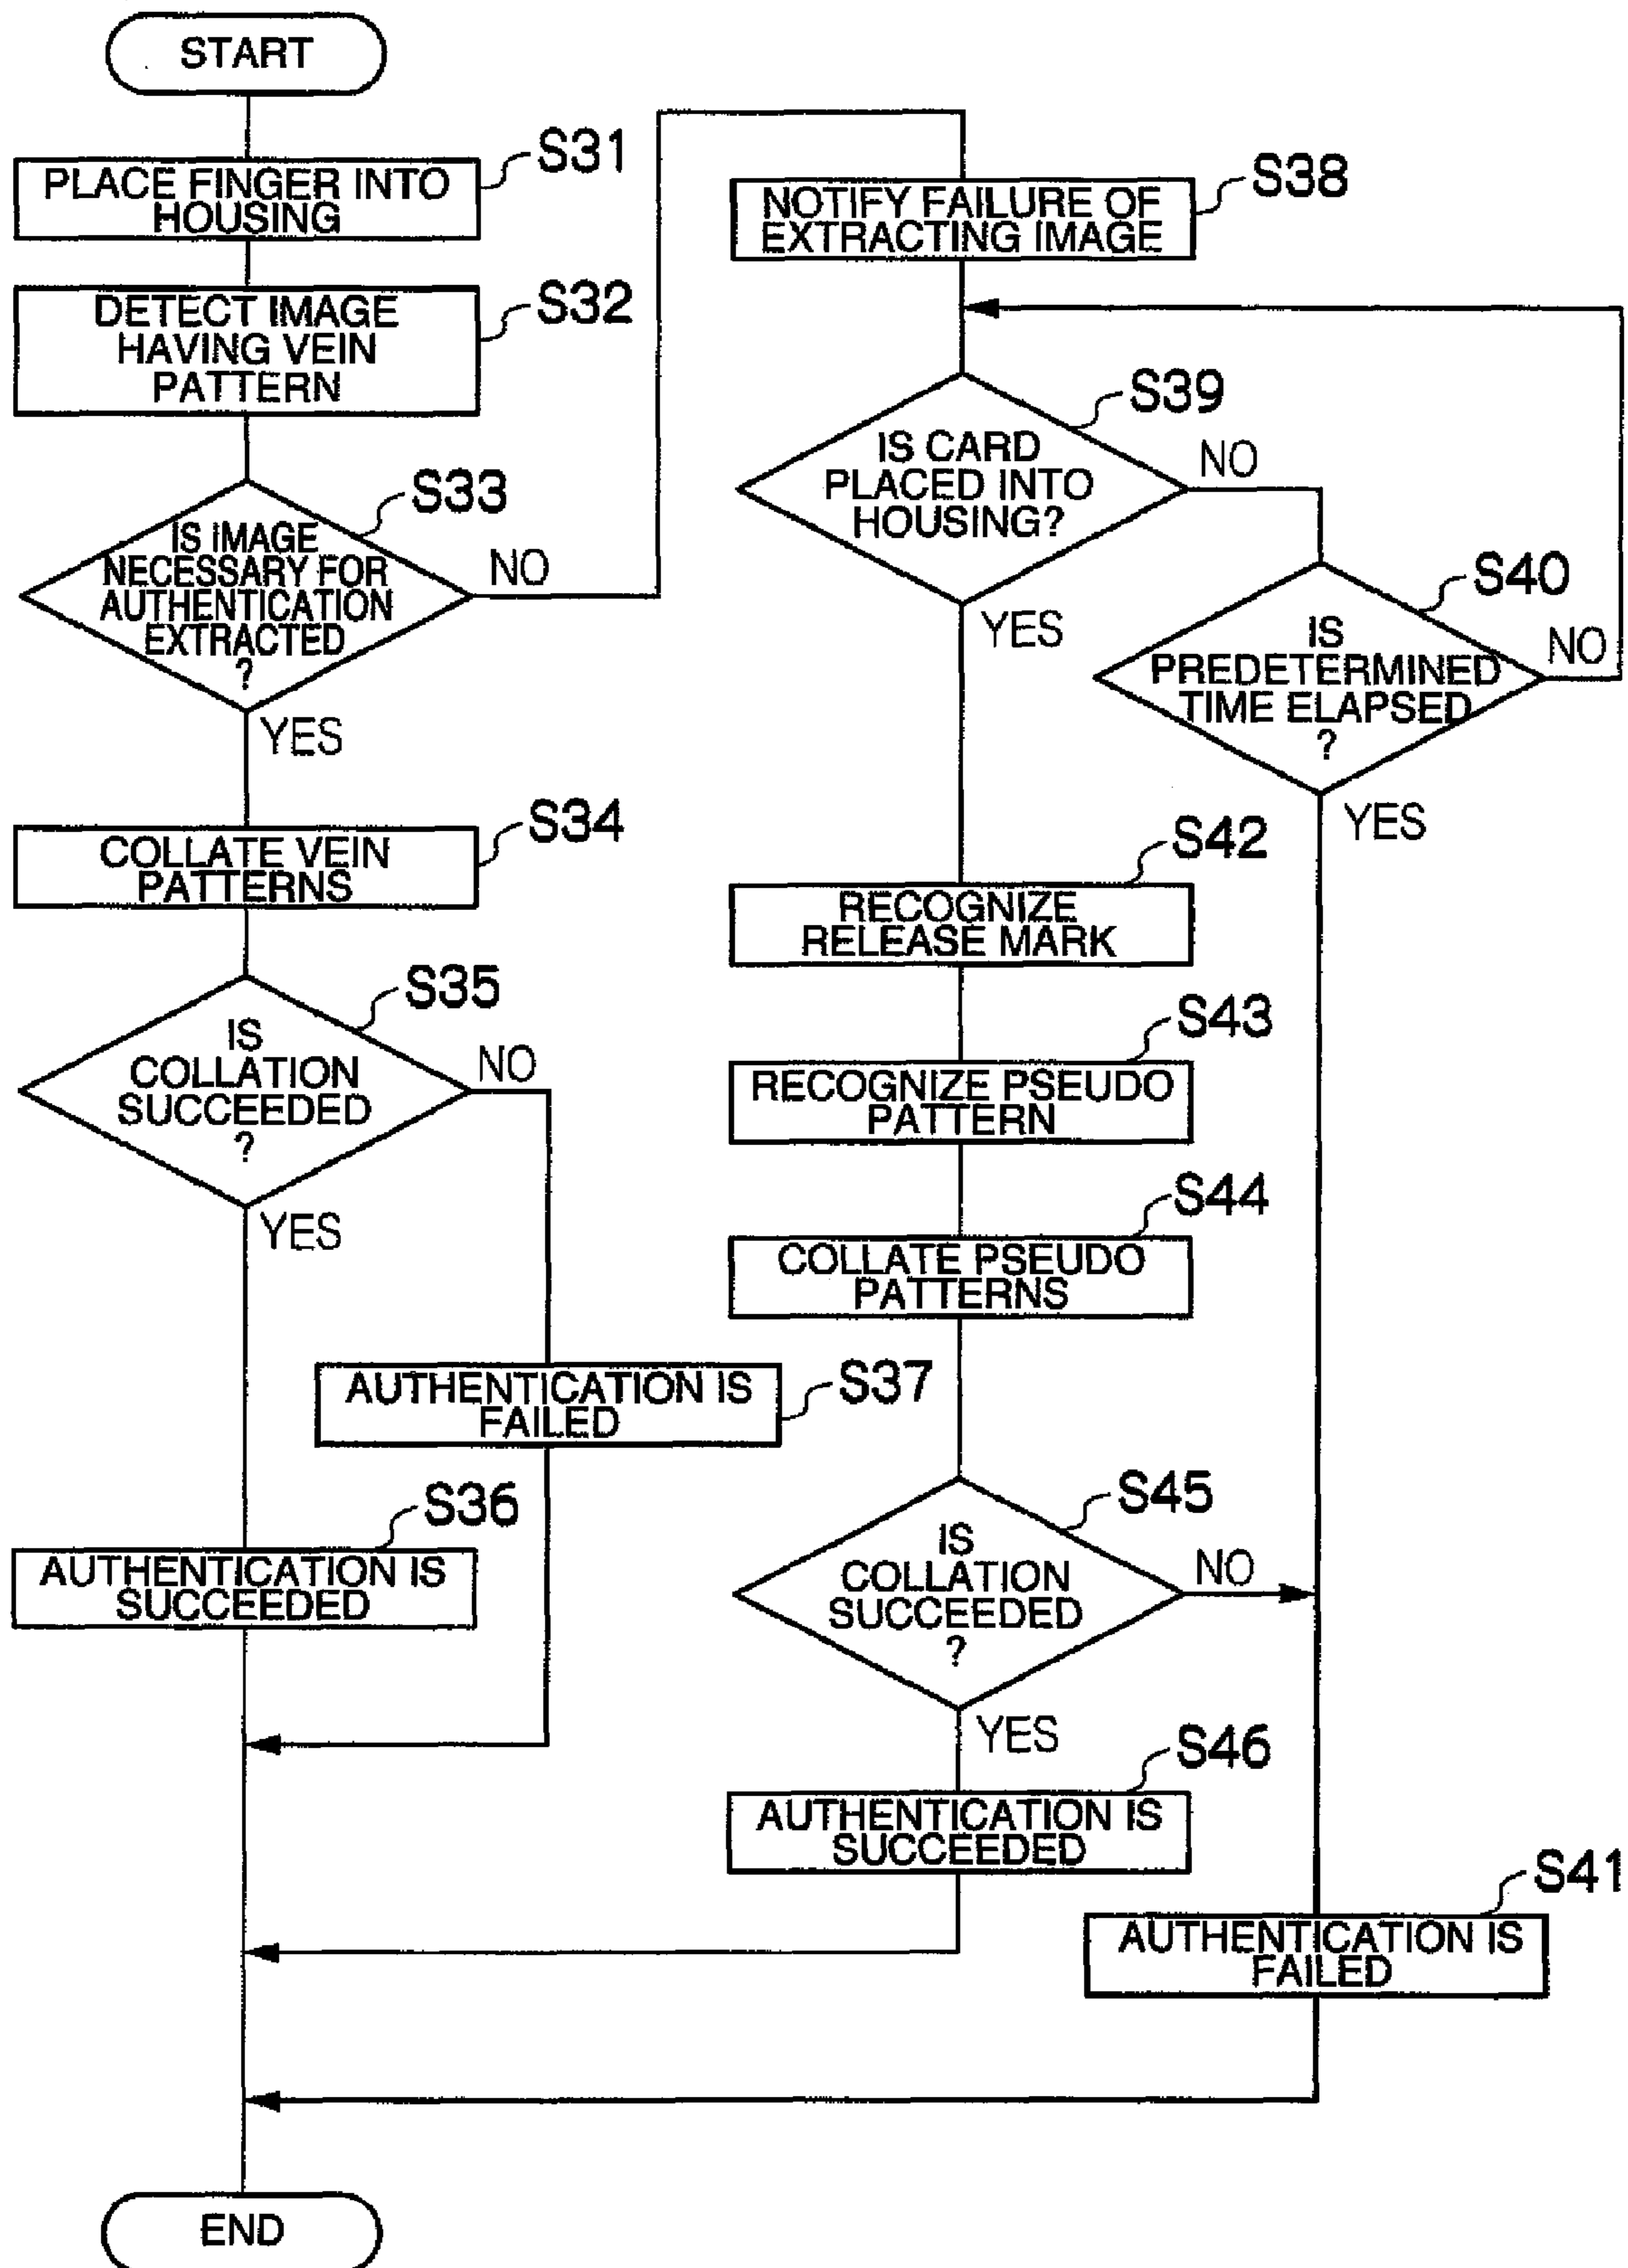 START
S31
PLACE FINGER INTO
HOUSING
S32
DETECT IMAGE
HAVING VEIN
PATTERN
S33
IS IMAGE
NECESSARY FOR
AUTHENTICATION
EXTRACTED
?
NO
YES
S34
COLLATE VEIN
PATTERNS
S35
IS
COLLATION
SUCCEEDED
?
NO
YES
S37
AUTHENTICATION IS
FAILED
S36
AUTHENTICATION IS
SUCCEEDED
S38
NOTIFY FAILURE OF
EXTRACTING IMAGE
S39
IS CARD
PLACED INTO
HOUSING?
NO
YES
S40
IS
PREDETERMINED
TIME ELAPSED
?
NO
YES
S42
RECOGNIZE
RELEASE MARK
S43
RECOGNIZE PSEUDO
PATTERN
S44
COLLATE PSEUDO
PATTERNS
S45
IS
COLLATION
SUCCEEDED
?
NO
YES
S46
AUTHENTICATION IS
SUCCEEDED
S41
AUTHENTICATION IS
FAILED
END